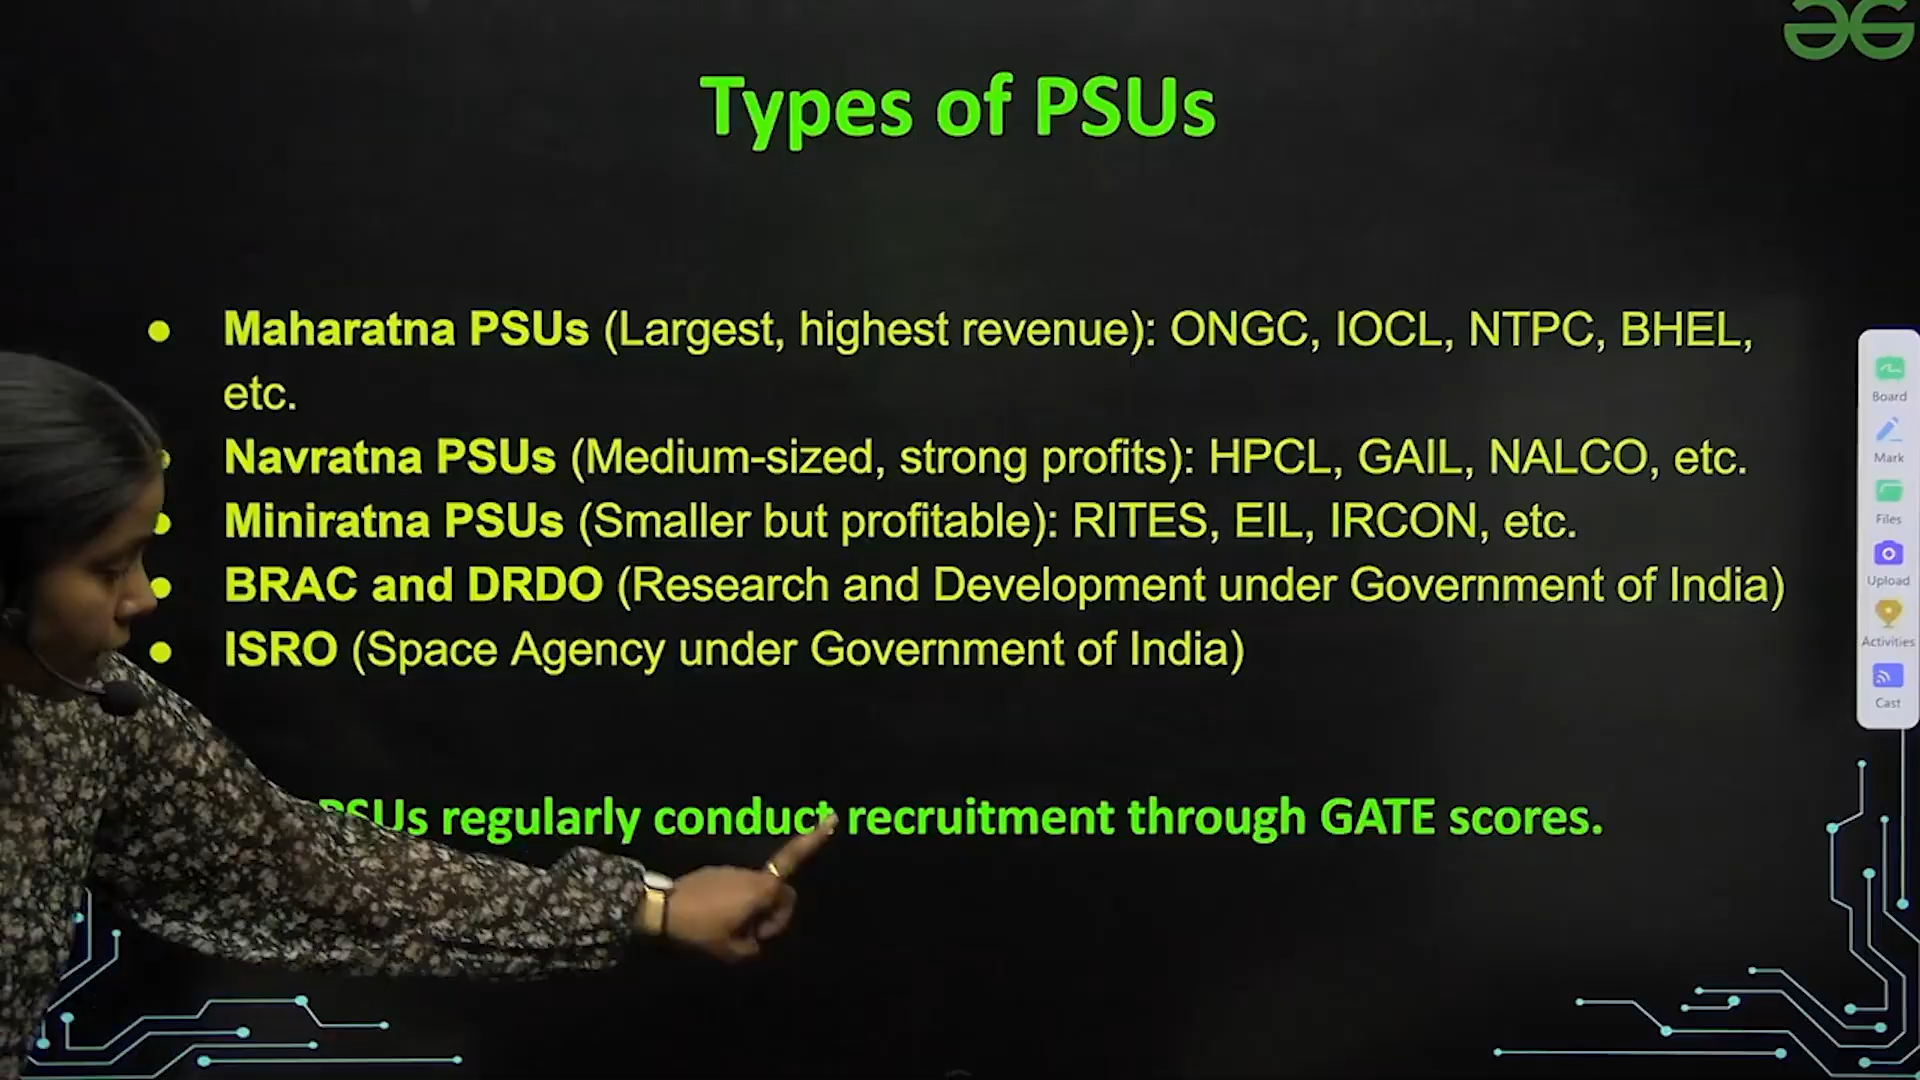 Types of PSUs
● Maharatna PSUs (Largest, highest revenue): ONGC, IOCL, NTPC, BHEL,
etc.
● Navratna PSUs (Medium-sized, strong profits): HPCL, GAIL, NALCO, etc.
● Miniratna PSUs (Smaller but profitable): RITES, EIL, IRCON, etc.
● BRAC and DRDO (Research and Development under Government of India)
● ISRO (Space Agency under Government of India)
PSUs regularly conduct recruitment through GATE scores.
Board
Mark
Files
Upload
Activities
Cast